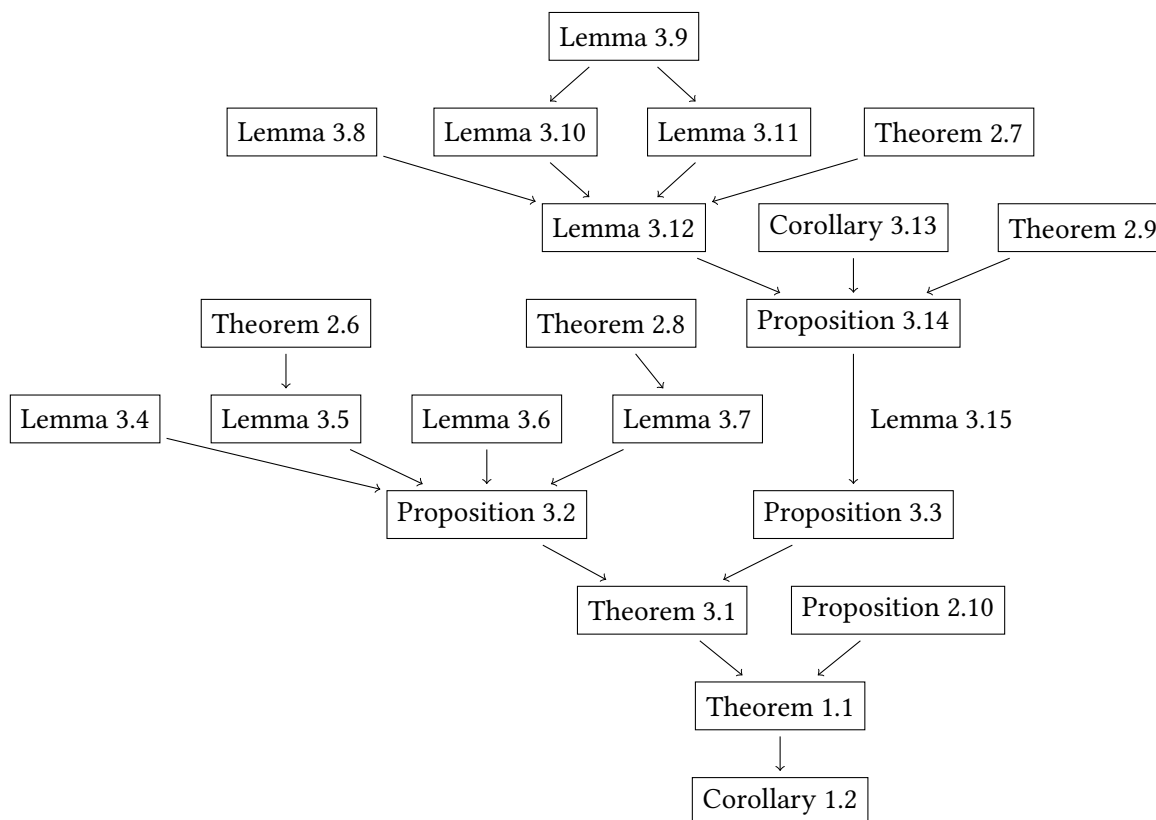 Lemma 3.9
Lemma 3.8 Lemma 3.10 Lemma 3.11 Theorem 2.7
Lemma 3.12 Corollary 3.13 Theorem 2.9
Theorem 2.6 Theorem 2.8 Proposition 3.14
Lemma 3.4 Lemma 3.5 Lemma 3.6 Lemma 3.7 Lemma 3.15
Proposition 3.2 Proposition 3.3
Theorem 3.1 Proposition 2.10
Theorem 1.1
Corollary 1.2